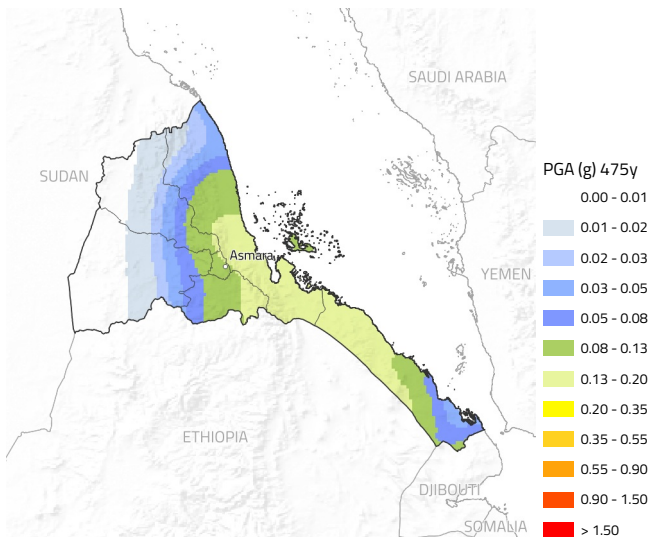 SAUDI ARABIA
SUDAN
Asmara
YEMEN
ETHIOPIA
DJIBOUTI
SOMALIA
PGA (g) 475y
0.00 - 0.01
0.01 - 0.02
0.02 - 0.03
0.03 - 0.05
0.05 - 0.08
0.08 - 0.13
0.13 - 0.20
0.20 - 0.35
0.35 - 0.55
0.55 - 0.90
0.90 - 1.50
> 1.50